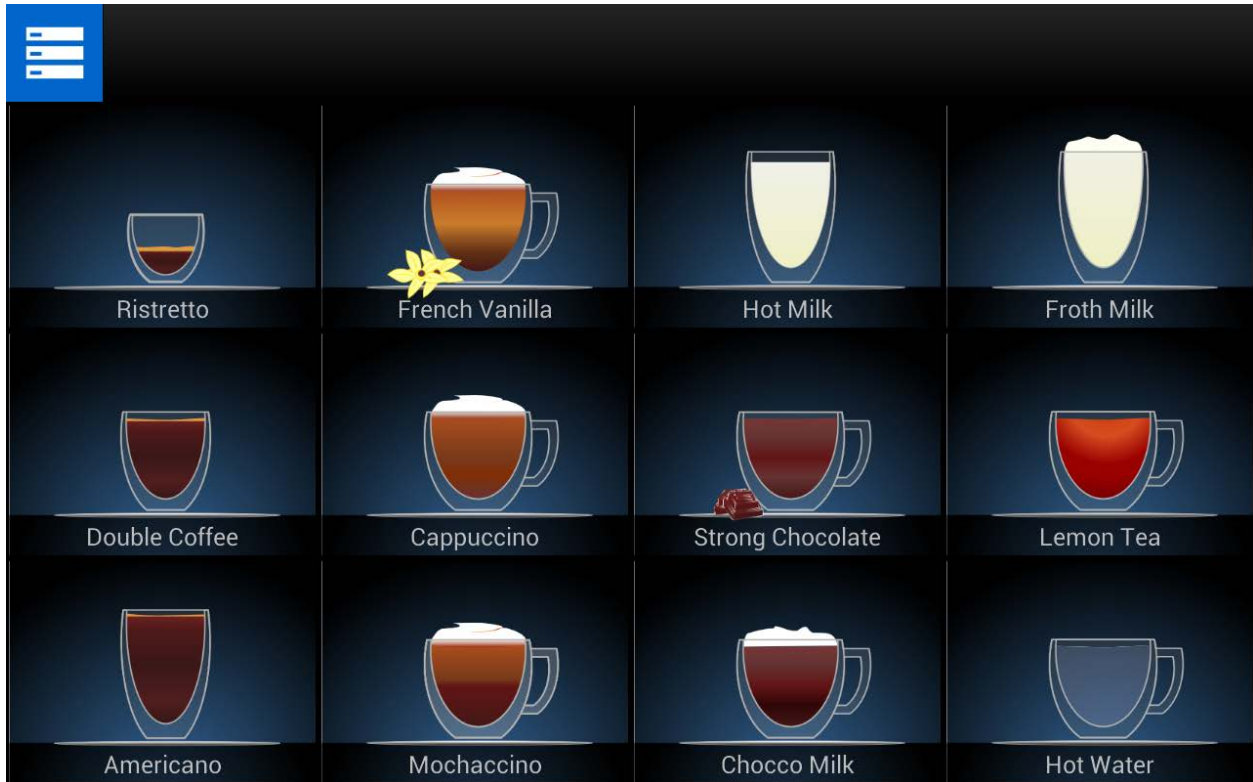 Ristretto
French Vanilla
Hot Milk
Froth Milk
Double Coffee
Cappuccino
Strong Chocolate
Lemon Tea
Americano
Mochaccino
Chocco Milk
Hot Water